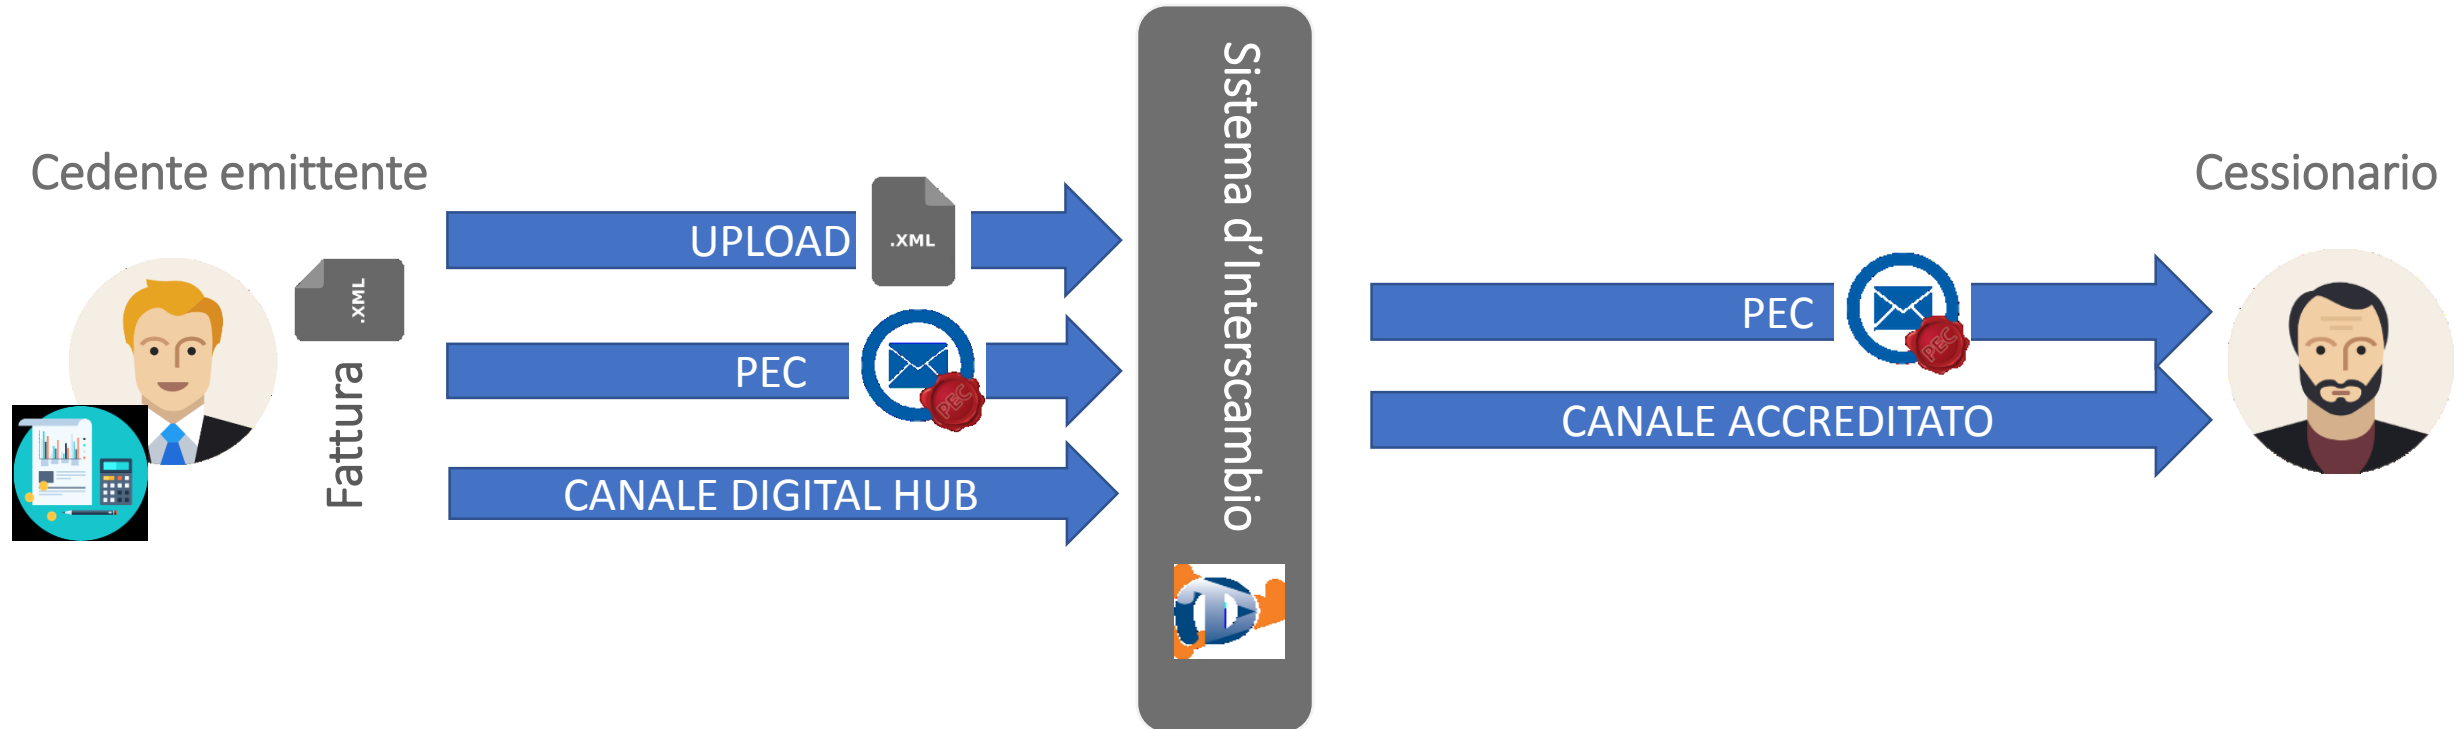 Cedente emittente
.XML
Fattura
UPLOAD
.XML
PEC
PEC
CANALE DIGITAL HUB
Sistema d’Interscambio
PEC
PEC
CANALE ACCREDITATO
Cessionario